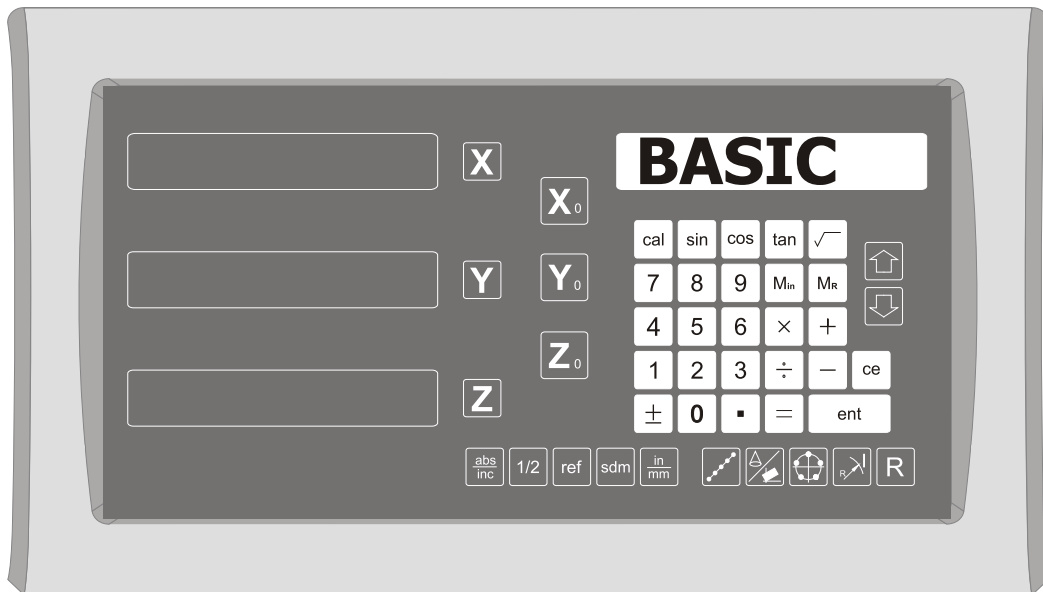 BASIC
X
X0
Y
Y0
Z0
Z
cal sin cos tan √
7 8 9 Min MR
4 5 6 × +
1 2 3 ÷ − ce
± 0 . = ent
abs/inc 1/2 ref sdm in/mm R R